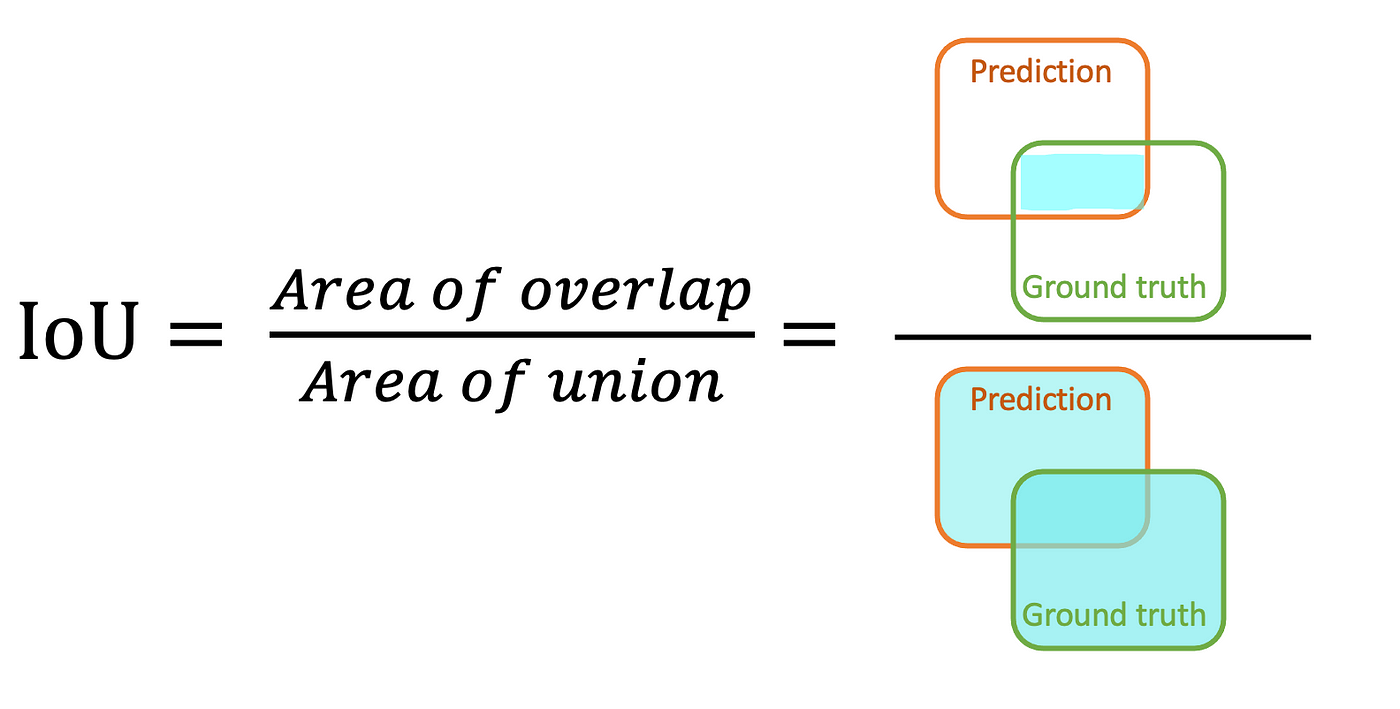 IoU = Area of overlap / Area of union =
Prediction
Ground truth
Prediction
Ground truth